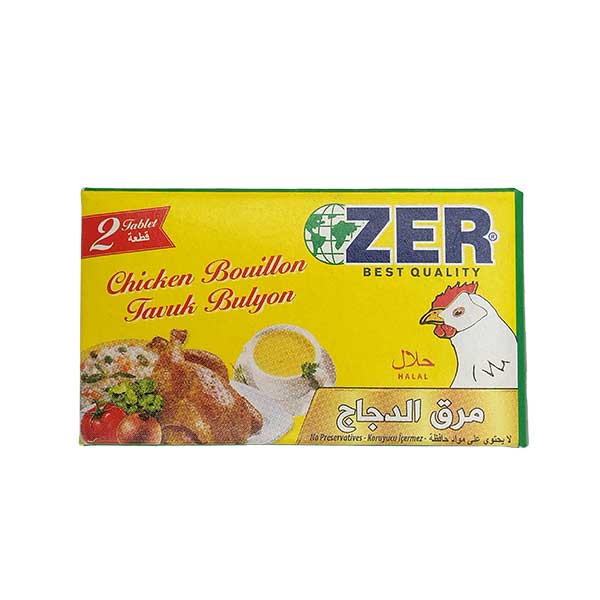 2 Tablet
قطعة
ZER®
BEST QUALITY
Chicken Bouillon
Tavuk Bulyon
حلال
HALAL
مرق الدجاج
No Preservatives - Koruyucu İçermez - لا يحتوي على مواد حافظة